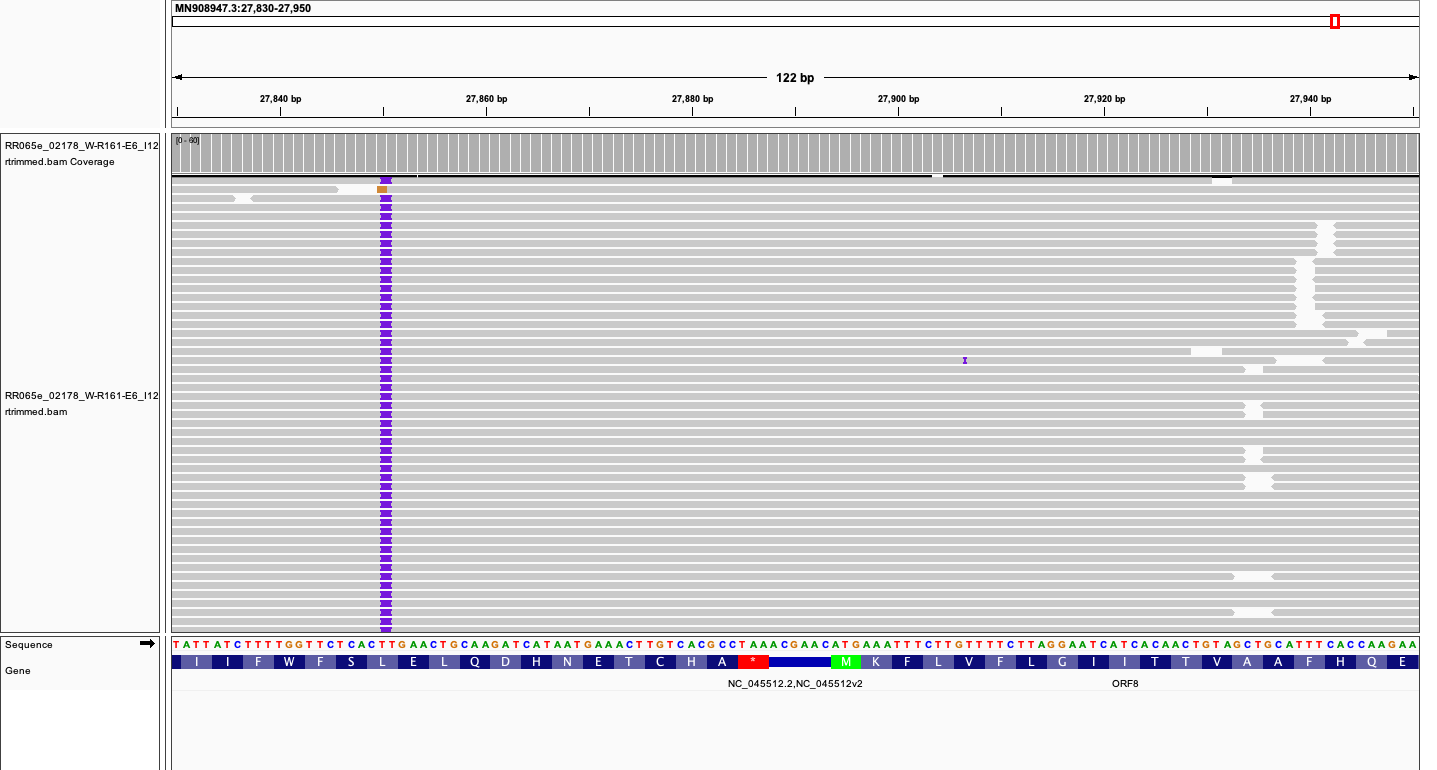 MN908947.3:27,830-27,950
122 bp
27,840 bp 27,860 bp 27,880 bp 27,900 bp 27,920 bp 27,940 bp
RR065e_02178_W-R161-E6_I12
rtrimmed.bam Coverage
[0 - 60]
RR065e_02178_W-R161-E6_I12
rtrimmed.bam
Sequence
TATTATCTTTTGGTTCTCACTTGAACTGCAAGATCATAATGAAACTTGTCACGCCTAAACGAACATGAAATTTCTTGTTTTCTTAGGAATCATCACAACTGTAGCTGCATTTCACCAAGAA
Gene
I I F W F S L E L Q D H N E T C H A * M K F L V F L G I I T T V A A F H Q E
NC_045512.2,NC_045512v2 ORF8